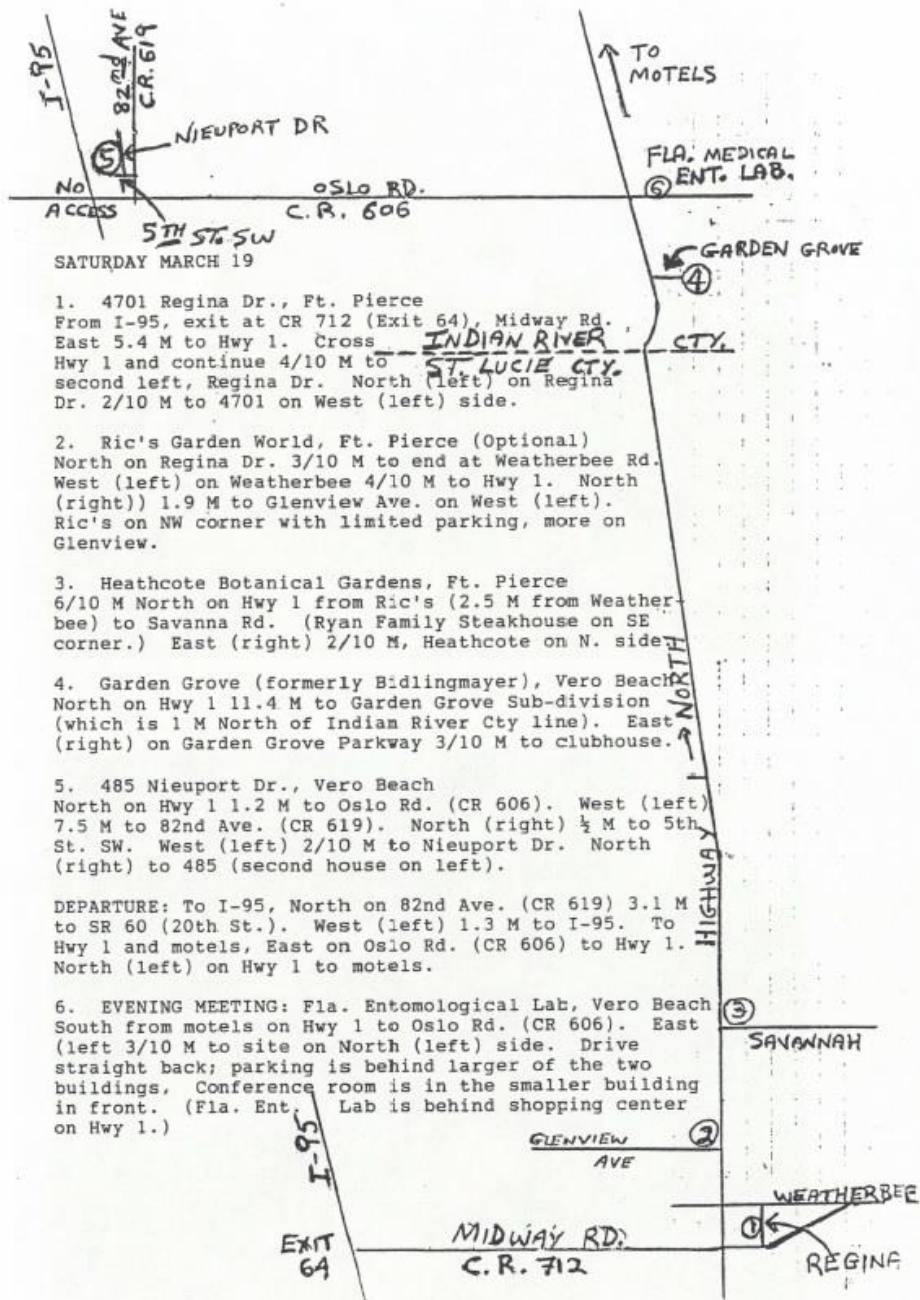 I-95
82nd AVE
C.R. 619
TO
MOTELS
NIEUPORT DR
5
FLA. MEDICAL
ENT. LAB.
6
NO
ACCESS
OSLO RD.
C.R. 606
5TH ST. SW
GARDEN GROVE
4
SATURDAY MARCH 19
1. 4701 Regina Dr., Ft. Pierce
From I-95, exit at CR 712 (Exit 64), Midway Rd.
East 5.4 M to Hwy 1. Cross
Hwy 1 and continue 4/10 M to
second left, Regina Dr. North (left) on Regina
Dr. 2/10 M to 4701 on West (left) side.
INDIAN RIVER CTY.
ST. LUCIE CTY.
2. Ric's Garden World, Ft. Pierce (Optional)
North on Regina Dr. 3/10 M to end at Weatherbee Rd.
West (left) on Weatherbee 4/10 M to Hwy 1. North
(right)) 1.9 M to Glenview Ave. on West (left).
Ric's on NW corner with limited parking, more on
Glenview.
3. Heathcote Botanical Gardens, Ft. Pierce
6/10 M North on Hwy 1 from Ric's (2.5 M from Weather-
bee) to Savanna Rd. (Ryan Family Steakhouse on SE
corner.) East (right) 2/10 M, Heathcote on N. side
4. Garden Grove (formerly Bidlingmayer), Vero Beach
North on Hwy 1 11.4 M to Garden Grove Sub-division
(which is 1 M North of Indian River Cty line). East
(right) on Garden Grove Parkway 3/10 M to clubhouse.
5. 485 Nieuport Dr., Vero Beach
North on Hwy 1 1.2 M to Oslo Rd. (CR 606). West (left)
7.5 M to 82nd Ave. (CR 619). North (right) ½ M to 5th
St. SW. West (left) 2/10 M to Nieuport Dr. North
(right) to 485 (second house on left).
DEPARTURE: To I-95, North on 82nd Ave. (CR 619) 3.1 M
to SR 60 (20th St.). West (left) 1.3 M to I-95. To
Hwy 1 and motels, East on Oslo Rd. (CR 606) to Hwy 1.
North (left) on Hwy 1 to motels.
HIGHWAY 1 → NORTH
6. EVENING MEETING: Fla. Entomological Lab, Vero Beach
South from motels on Hwy 1 to Oslo Rd. (CR 606). East
(left 3/10 M to site on North (left) side. Drive
straight back; parking is behind larger of the two
buildings. Conference room is in the smaller building
in front. (Fla. Ent. Lab is behind shopping center
on Hwy 1.)
3
SAVANNAH
I-95
GLENVIEW
AVE
2
WEATHERBEE
1
EXIT
64
MIDWAY RD.
C.R. 712
REGINA